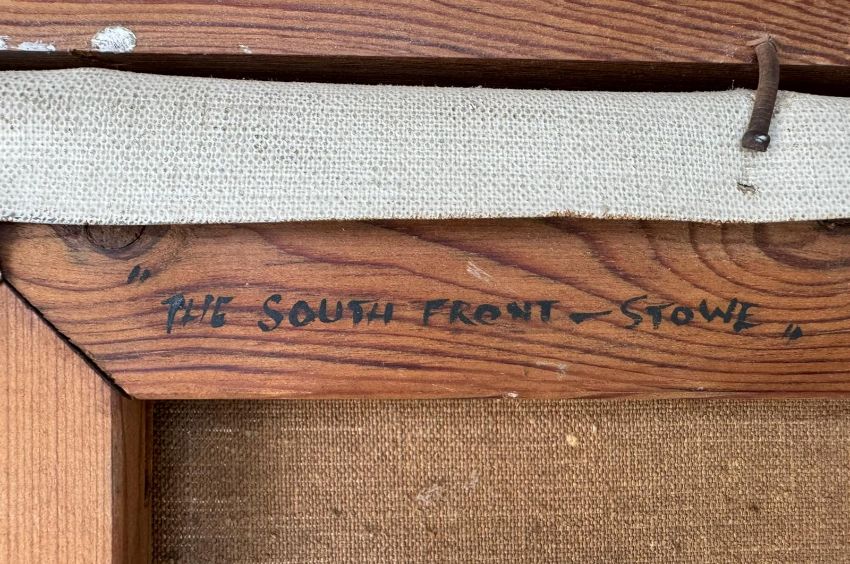 "THE SOUTH FRONT - STOWE"